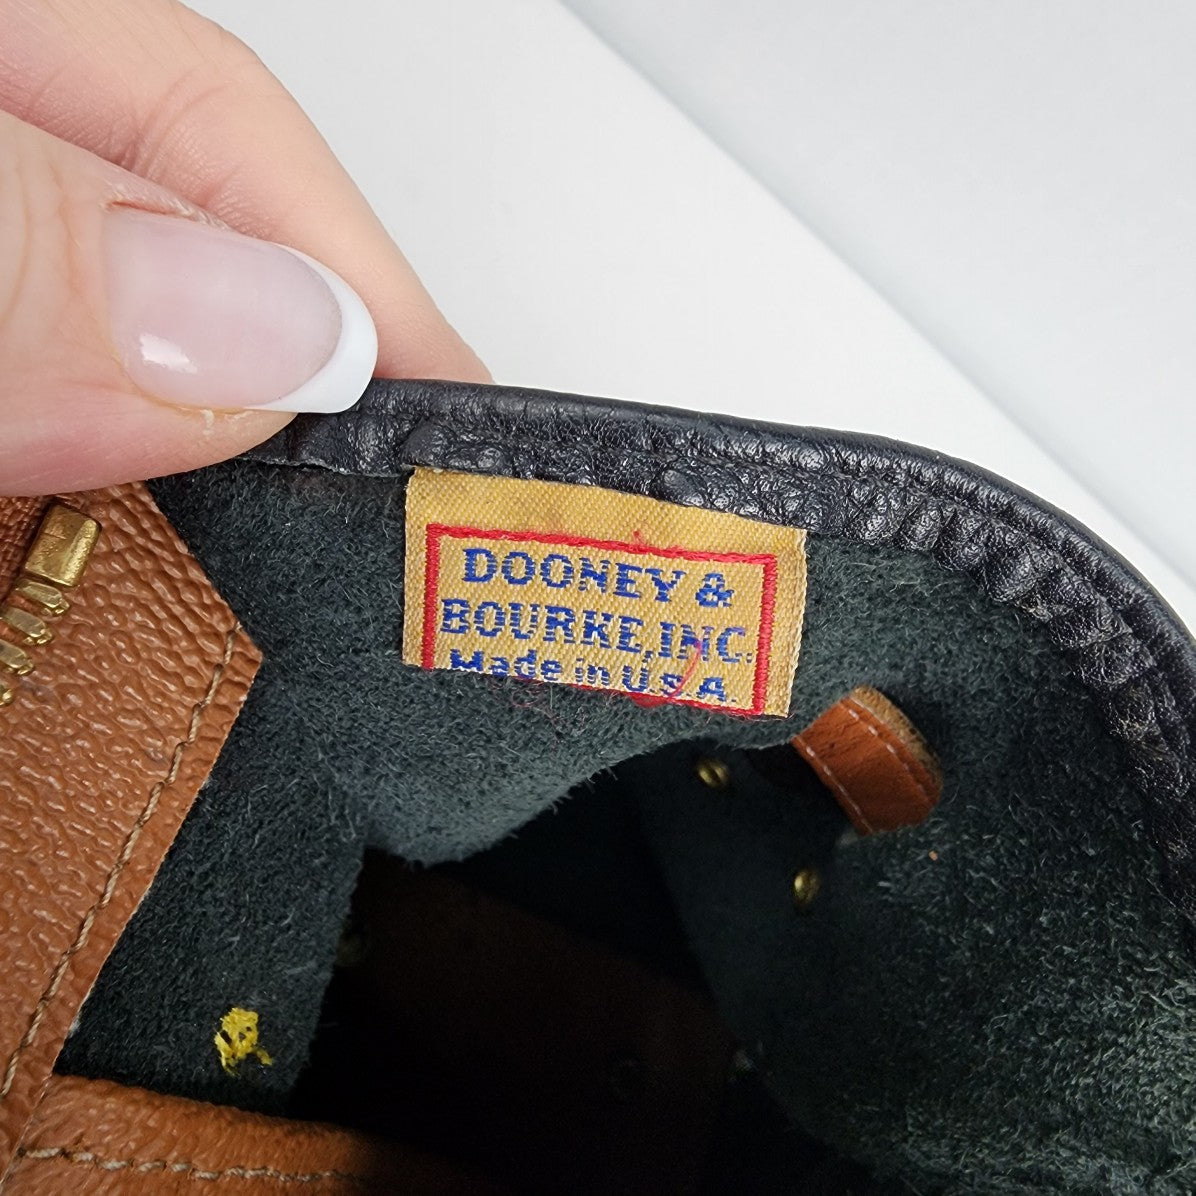 DOONEY &
BOURKE, INC.
Made in U.S.A.